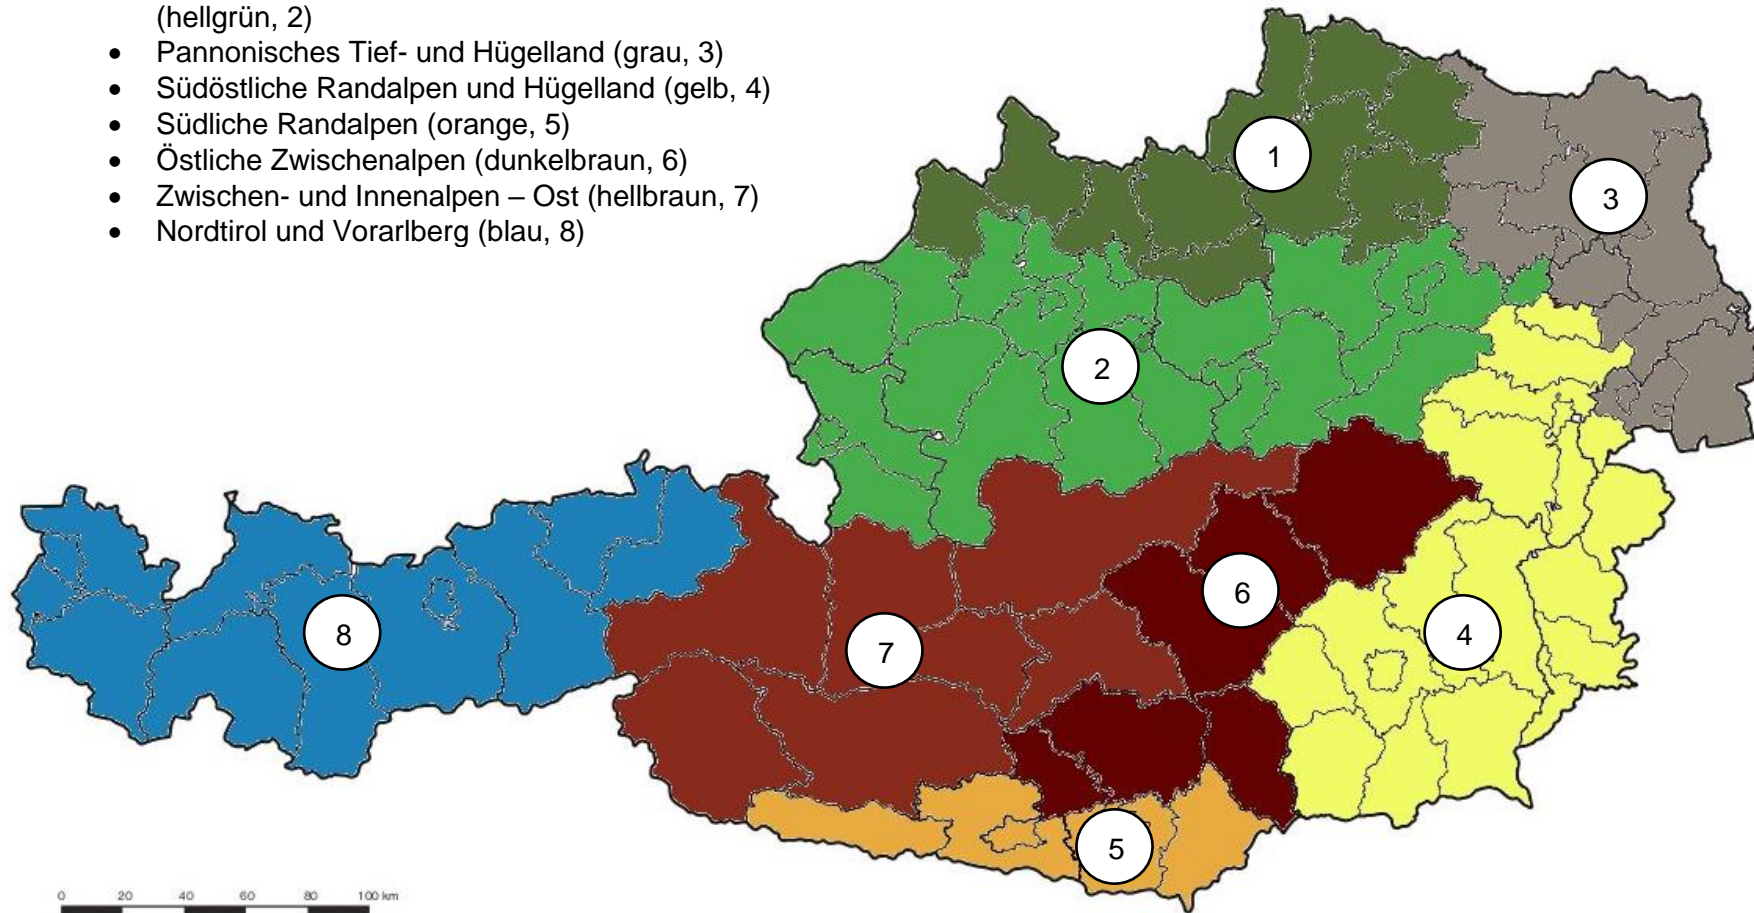 (hellgrün, 2)
• Pannonisches Tief- und Hügelland (grau, 3)
• Südöstliche Randalpen und Hügelland (gelb, 4)
• Südliche Randalpen (orange, 5)
• Östliche Zwischenalpen (dunkelbraun, 6)
• Zwischen- und Innenalpen – Ost (hellbraun, 7)
• Nordtirol und Vorarlberg (blau, 8)
1
3
2
6
8
7
4
5
0 20 40 60 80 100 km